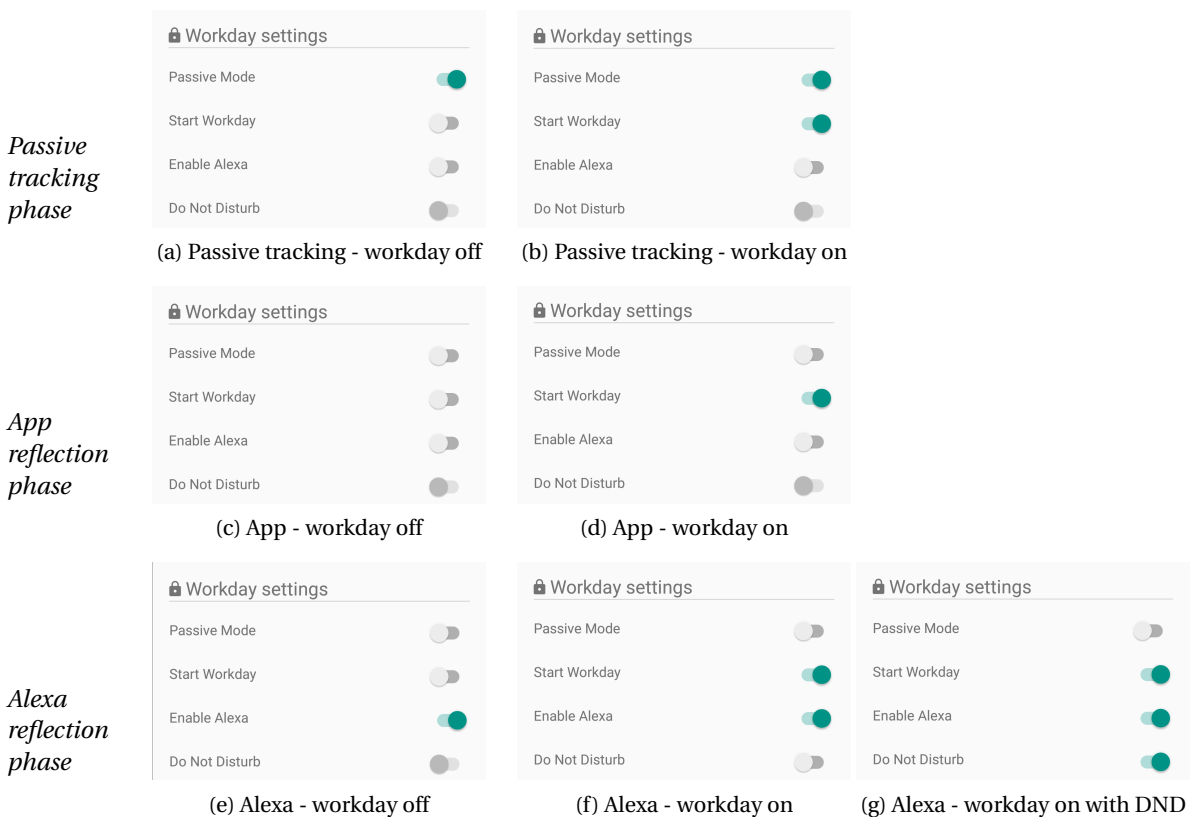 Passive
tracking
phase
Workday settings
Passive Mode
Start Workday
Enable Alexa
Do Not Disturb
(a) Passive tracking - workday off
Workday settings
Passive Mode
Start Workday
Enable Alexa
Do Not Disturb
(b) Passive tracking - workday on
App
reflection
phase
Workday settings
Passive Mode
Start Workday
Enable Alexa
Do Not Disturb
(c) App - workday off
Workday settings
Passive Mode
Start Workday
Enable Alexa
Do Not Disturb
(d) App - workday on
Alexa
reflection
phase
Workday settings
Passive Mode
Start Workday
Enable Alexa
Do Not Disturb
(e) Alexa - workday off
Workday settings
Passive Mode
Start Workday
Enable Alexa
Do Not Disturb
(f) Alexa - workday on
Workday settings
Passive Mode
Start Workday
Enable Alexa
Do Not Disturb
(g) Alexa - workday on with DND